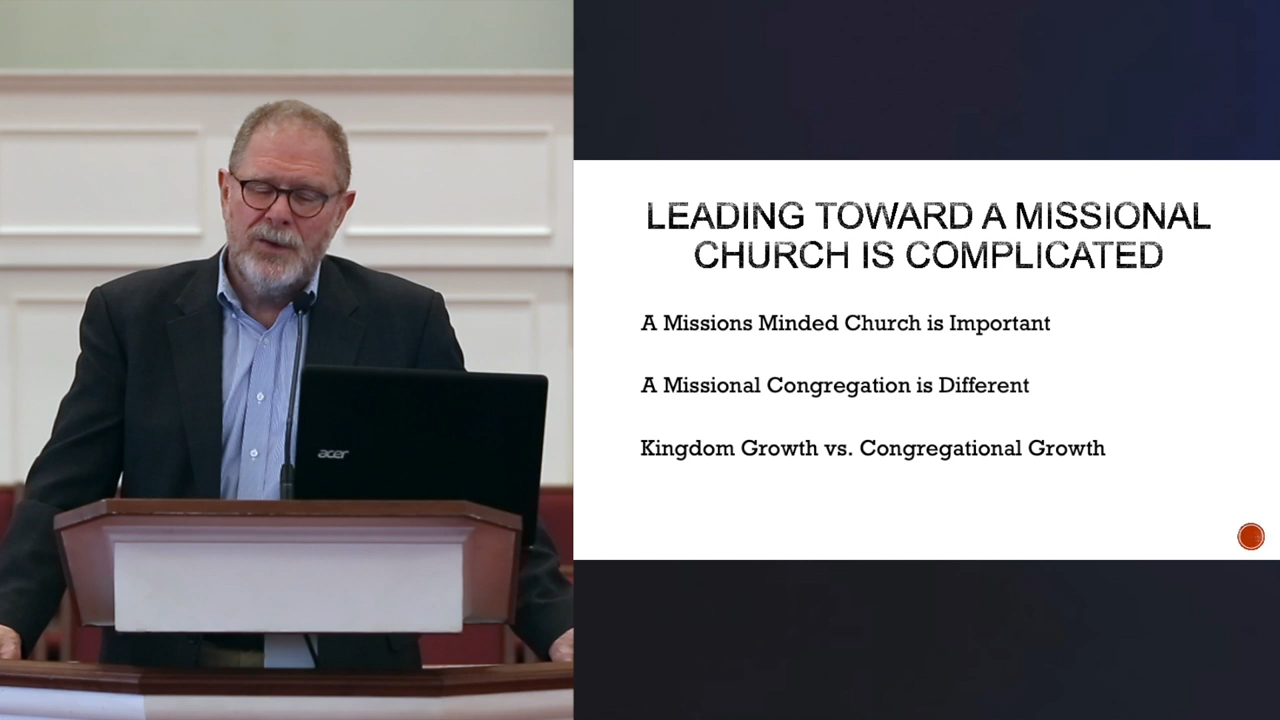 LEADING TOWARD A MISSIONAL
CHURCH IS COMPLICATED
A Missions Minded Church is Important
A Missional Congregation is Different
Kingdom Growth vs. Congregational Growth
acer